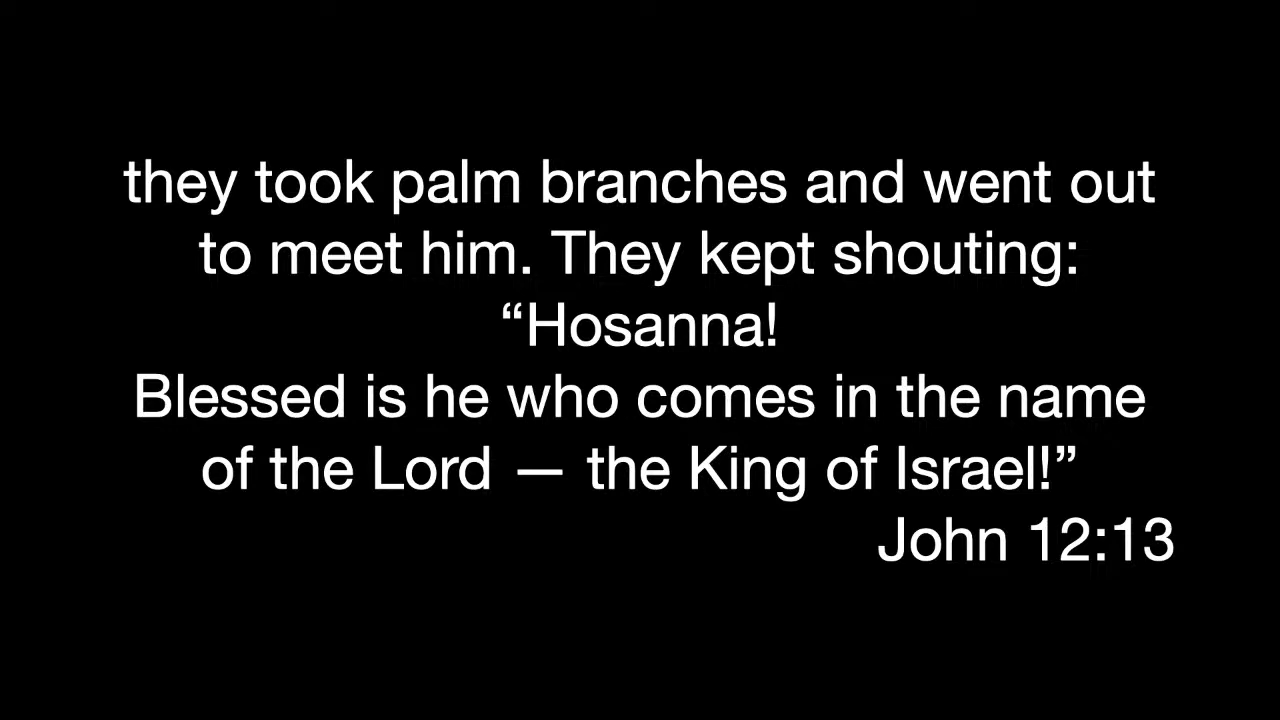 they took palm branches and went out
to meet him. They kept shouting:
“Hosanna!
Blessed is he who comes in the name
of the Lord — the King of Israel!”
John 12:13